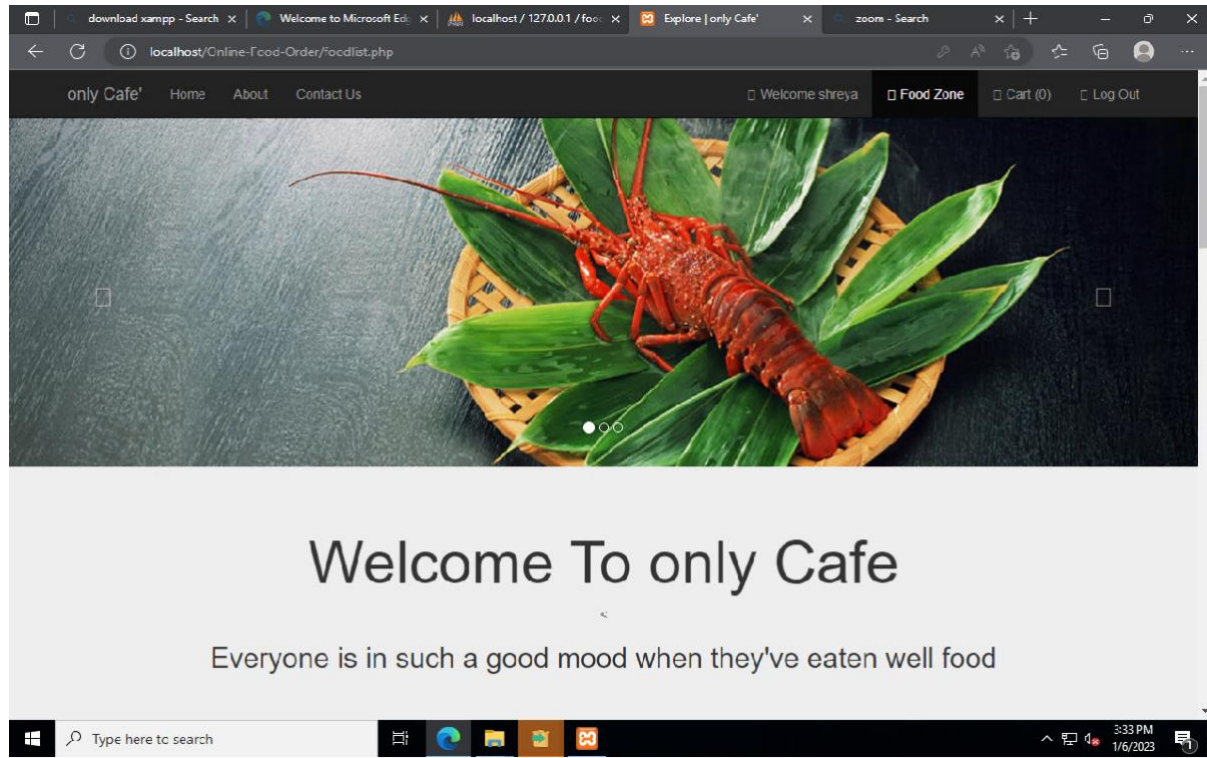 download xampp - Search
Welcome to Microsoft Ed
localhost / 127.0.0.1 / foo
Explore | only Cafe'
zoom - Search
localhost/Online-Food-Order/foodlist.php
only Cafe' Home About Contact Us Welcome shreya Food Zone Cart (0) Log Out
Welcome To only Cafe
Everyone is in such a good mood when they've eaten well food
Type here to search
3:33 PM
1/6/2023
1